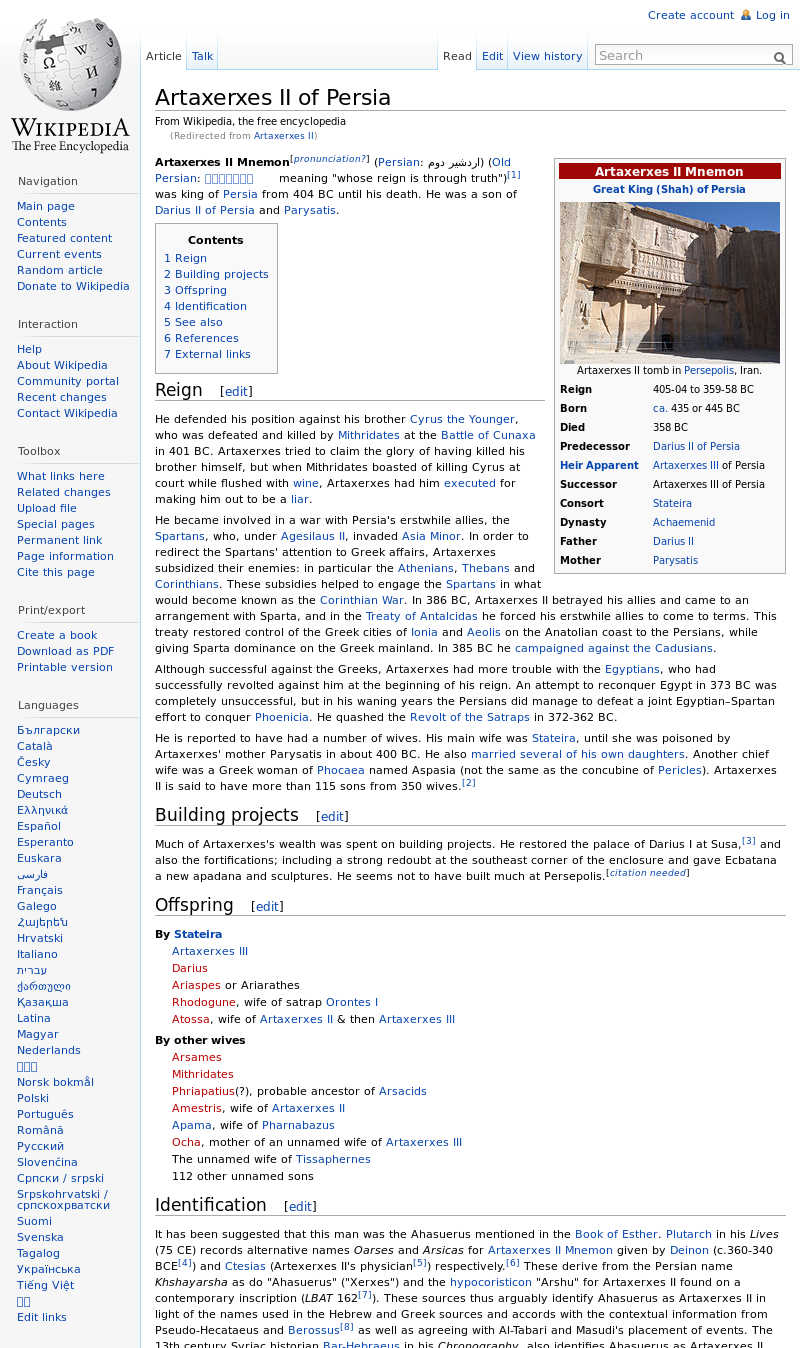 Create account Log in
Article Talk Read Edit View history Search
WIKIPEDIA
The Free Encyclopedia
Navigation
Main page
Contents
Featured content
Current events
Random article
Donate to Wikipedia
Interaction
Help
About Wikipedia
Community portal
Recent changes
Contact Wikipedia
Toolbox
What links here
Related changes
Upload file
Special pages
Permanent link
Page information
Cite this page
Print/export
Create a book
Download as PDF
Printable version
Languages
Български
Català
Česky
Cymraeg
Deutsch
Ελληνικά
Español
Esperanto
Euskara
فارسی
Français
Galego
Հայերեն
Hrvatski
Italiano
עברית
ქართული
Қазақша
Latina
Magyar
Nederlands
Norsk bokmål
Polski
Português
Română
Русский
Slovenčina
Српски / srpski
Srpskohrvatski /
српскохрватски
Suomi
Svenska
Tagalog
Українська
Tiếng Việt
Edit links
Artaxerxes II of Persia
From Wikipedia, the free encyclopedia
(Redirected from Artaxerxes II)
Artaxerxes II Mnemon[pronunciation?] (Persian: اردشیر دوم) (Old
Persian: meaning "whose reign is through truth")[1]
was king of Persia from 404 BC until his death. He was a son of
Darius II of Persia and Parysatis.
Contents
1 Reign
2 Building projects
3 Offspring
4 Identification
5 See also
6 References
7 External links
Artaxerxes II Mnemon
Great King (Shah) of Persia
Artaxerxes II tomb in Persepolis, Iran.
Reign 405-04 to 359-58 BC
Born ca. 435 or 445 BC
Died 358 BC
Predecessor Darius II of Persia
Heir Apparent Artaxerxes III of Persia
Successor Artaxerxes III of Persia
Consort Stateira
Dynasty Achaemenid
Father Darius II
Mother Parysatis
Reign [edit]
He defended his position against his brother Cyrus the Younger,
who was defeated and killed by Mithridates at the Battle of Cunaxa
in 401 BC. Artaxerxes tried to claim the glory of having killed his
brother himself, but when Mithridates boasted of killing Cyrus at
court while flushed with wine, Artaxerxes had him executed for
making him out to be a liar.
He became involved in a war with Persia's erstwhile allies, the
Spartans, who, under Agesilaus II, invaded Asia Minor. In order to
redirect the Spartans' attention to Greek affairs, Artaxerxes
subsidized their enemies: in particular the Athenians, Thebans and
Corinthians. These subsidies helped to engage the Spartans in what
would become known as the Corinthian War. In 386 BC, Artaxerxes II betrayed his allies and came to an
arrangement with Sparta, and in the Treaty of Antalcidas he forced his erstwhile allies to come to terms. This
treaty restored control of the Greek cities of Ionia and Aeolis on the Anatolian coast to the Persians, while
giving Sparta dominance on the Greek mainland. In 385 BC he campaigned against the Cadusians.
Although successful against the Greeks, Artaxerxes had more trouble with the Egyptians, who had
successfully revolted against him at the beginning of his reign. An attempt to reconquer Egypt in 373 BC was
completely unsuccessful, but in his waning years the Persians did manage to defeat a joint Egyptian–Spartan
effort to conquer Phoenicia. He quashed the Revolt of the Satraps in 372-362 BC.
He is reported to have had a number of wives. His main wife was Stateira, until she was poisoned by
Artaxerxes' mother Parysatis in about 400 BC. He also married several of his own daughters. Another chief
wife was a Greek woman of Phocaea named Aspasia (not the same as the concubine of Pericles). Artaxerxes
II is said to have more than 115 sons from 350 wives.[2]
Building projects [edit]
Much of Artaxerxes's wealth was spent on building projects. He restored the palace of Darius I at Susa,[3] and
also the fortifications; including a strong redoubt at the southeast corner of the enclosure and gave Ecbatana
a new apadana and sculptures. He seems not to have built much at Persepolis.[citation needed]
Offspring [edit]
By Stateira
Artaxerxes III
Darius
Ariaspes or Ariarathes
Rhodogune, wife of satrap Orontes I
Atossa, wife of Artaxerxes II & then Artaxerxes III
By other wives
Arsames
Mithridates
Phriapatius(?), probable ancestor of Arsacids
Amestris, wife of Artaxerxes II
Apama, wife of Pharnabazus
Ocha, mother of an unnamed wife of Artaxerxes III
The unnamed wife of Tissaphernes
112 other unnamed sons
Identification [edit]
It has been suggested that this man was the Ahasuerus mentioned in the Book of Esther. Plutarch in his Lives
(75 CE) records alternative names Oarses and Arsicas for Artaxerxes II Mnemon given by Deinon (c.360-340
BCE[4]) and Ctesias (Artexerxes II's physician[5]) respectively.[6] These derive from the Persian name
Khshayarsha as do "Ahasuerus" ("Xerxes") and the hypocoristicon "Arshu" for Artaxerxes II found on a
contemporary inscription (LBAT 162[7]). These sources thus arguably identify Ahasuerus as Artaxerxes II in
light of the names used in the Hebrew and Greek sources and accords with the contextual information from
Pseudo-Hecataeus and Berossus[8] as well as agreeing with Al-Tabari and Masudi's placement of events. The
13th century Syriac historian Bar-Hebraeus in his Chronography, also identifies Ahasuerus as Artaxerxes II